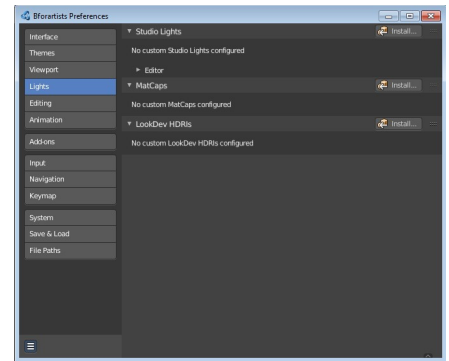 Bforartists Preferences
Interface
Themes
Viewport
Lights
Editing
Animation
Add-ons
Input
Navigation
Keymap
System
Save & Load
File Paths
Studio Lights
Install...
No custom Studio Lights configured
Editor
MatCaps
Install...
No custom MatCaps configured
LookDev HDRIs
Install...
No custom LookDev HDRIs configured